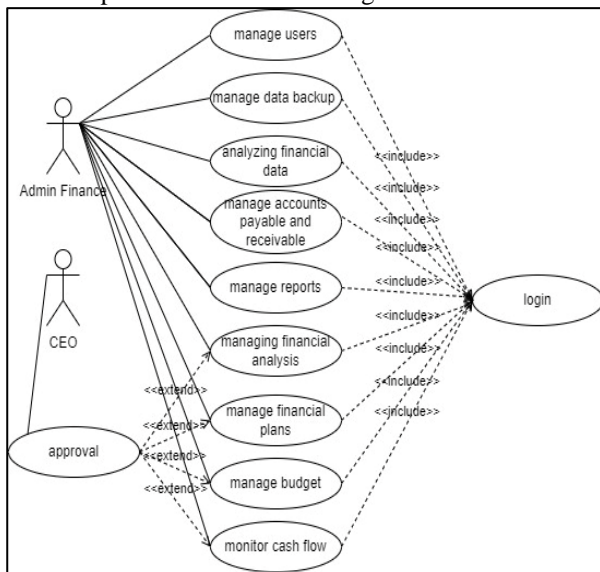 manage users
manage data backup
analyzing financial
data
manage accounts
payable and
receivable
manage reports
managing financial
analysis
manage financial
plans
manage budget
monitor cash flow
Admin Finance
CEO
approval
<<extend>>
<<extend>>
<<extend>>
<<extend>>
<<include>>
<<include>>
<<include>>
<<include>>
<<include>>
<<include>>
<<include>>
<<include>>
<<include>>
login